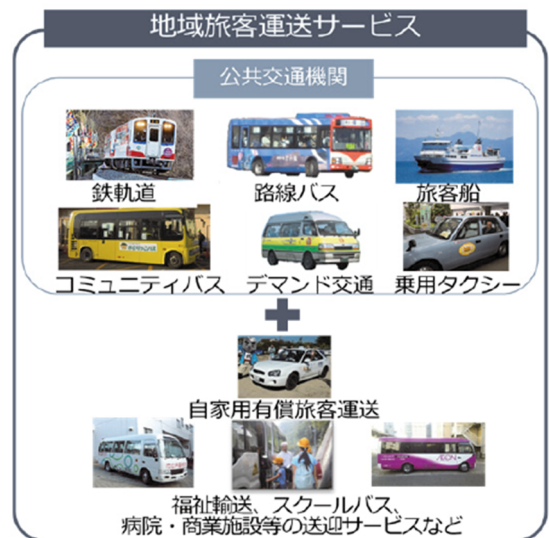 地域旅客運送サービス
公共交通機関
鉄軌道
路線バス
旅客船
コミュニティバス
デマンド交通
乗用タクシー
自家用有償旅客運送
福祉輸送、スクールバス、
病院・商業施設等の送迎サービスなど